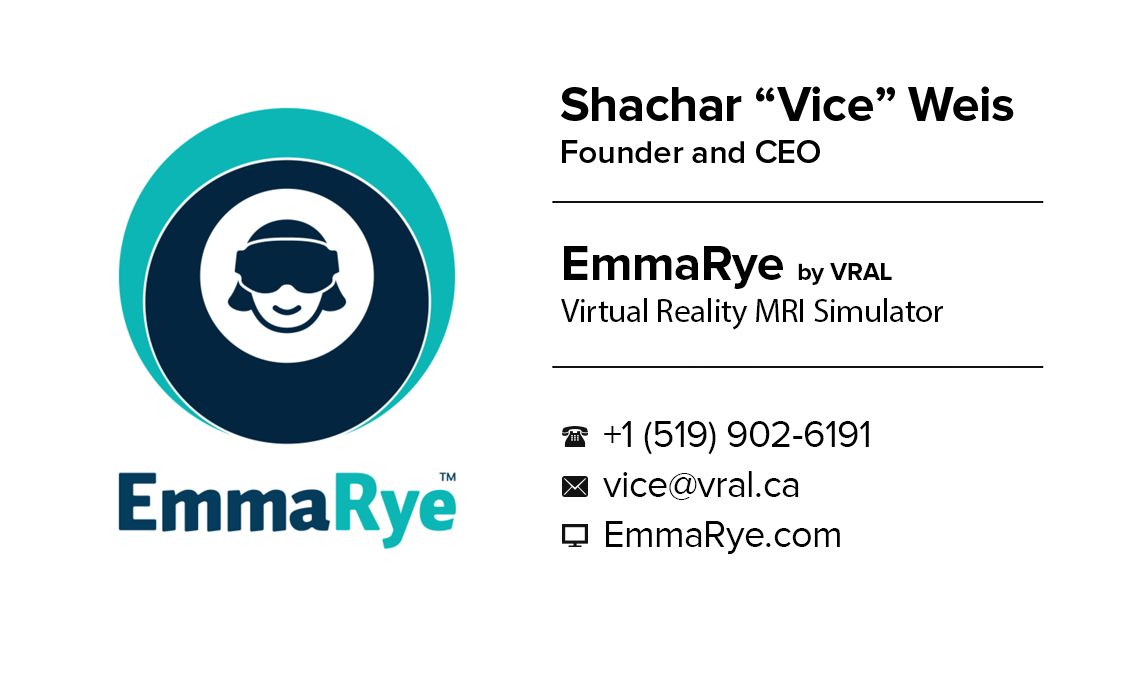 EmmaRye™
Shachar “Vice” Weis
Founder and CEO
EmmaRye by VRAL
Virtual Reality MRI Simulator
+1 (519) 902-6191
vice@vral.ca
EmmaRye.com